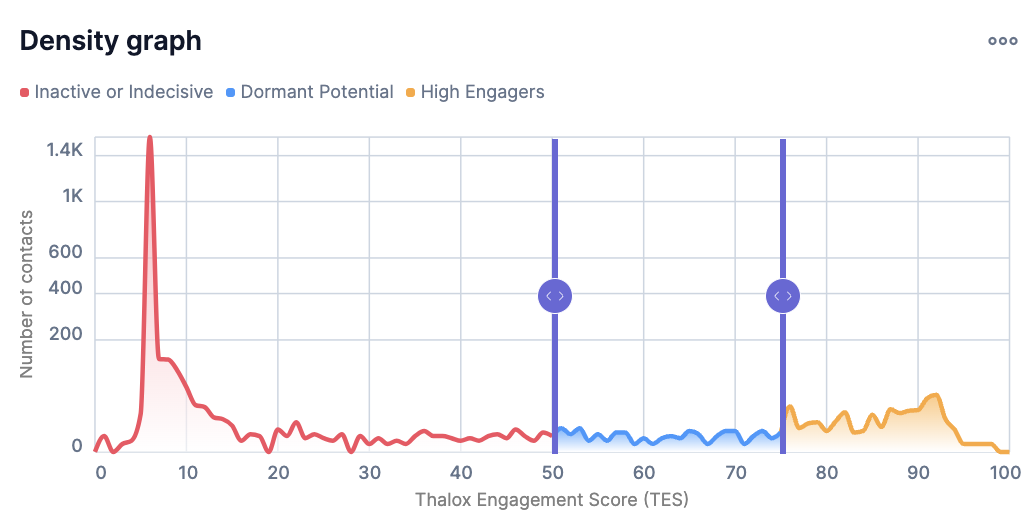 Density graph
Inactive or Indecisive Dormant Potential High Engagers
1.4K
1K
600
400
200
0
Number of contacts
0 10 20 30 40 50 60 70 80 90 100
Thalox Engagement Score (TES)